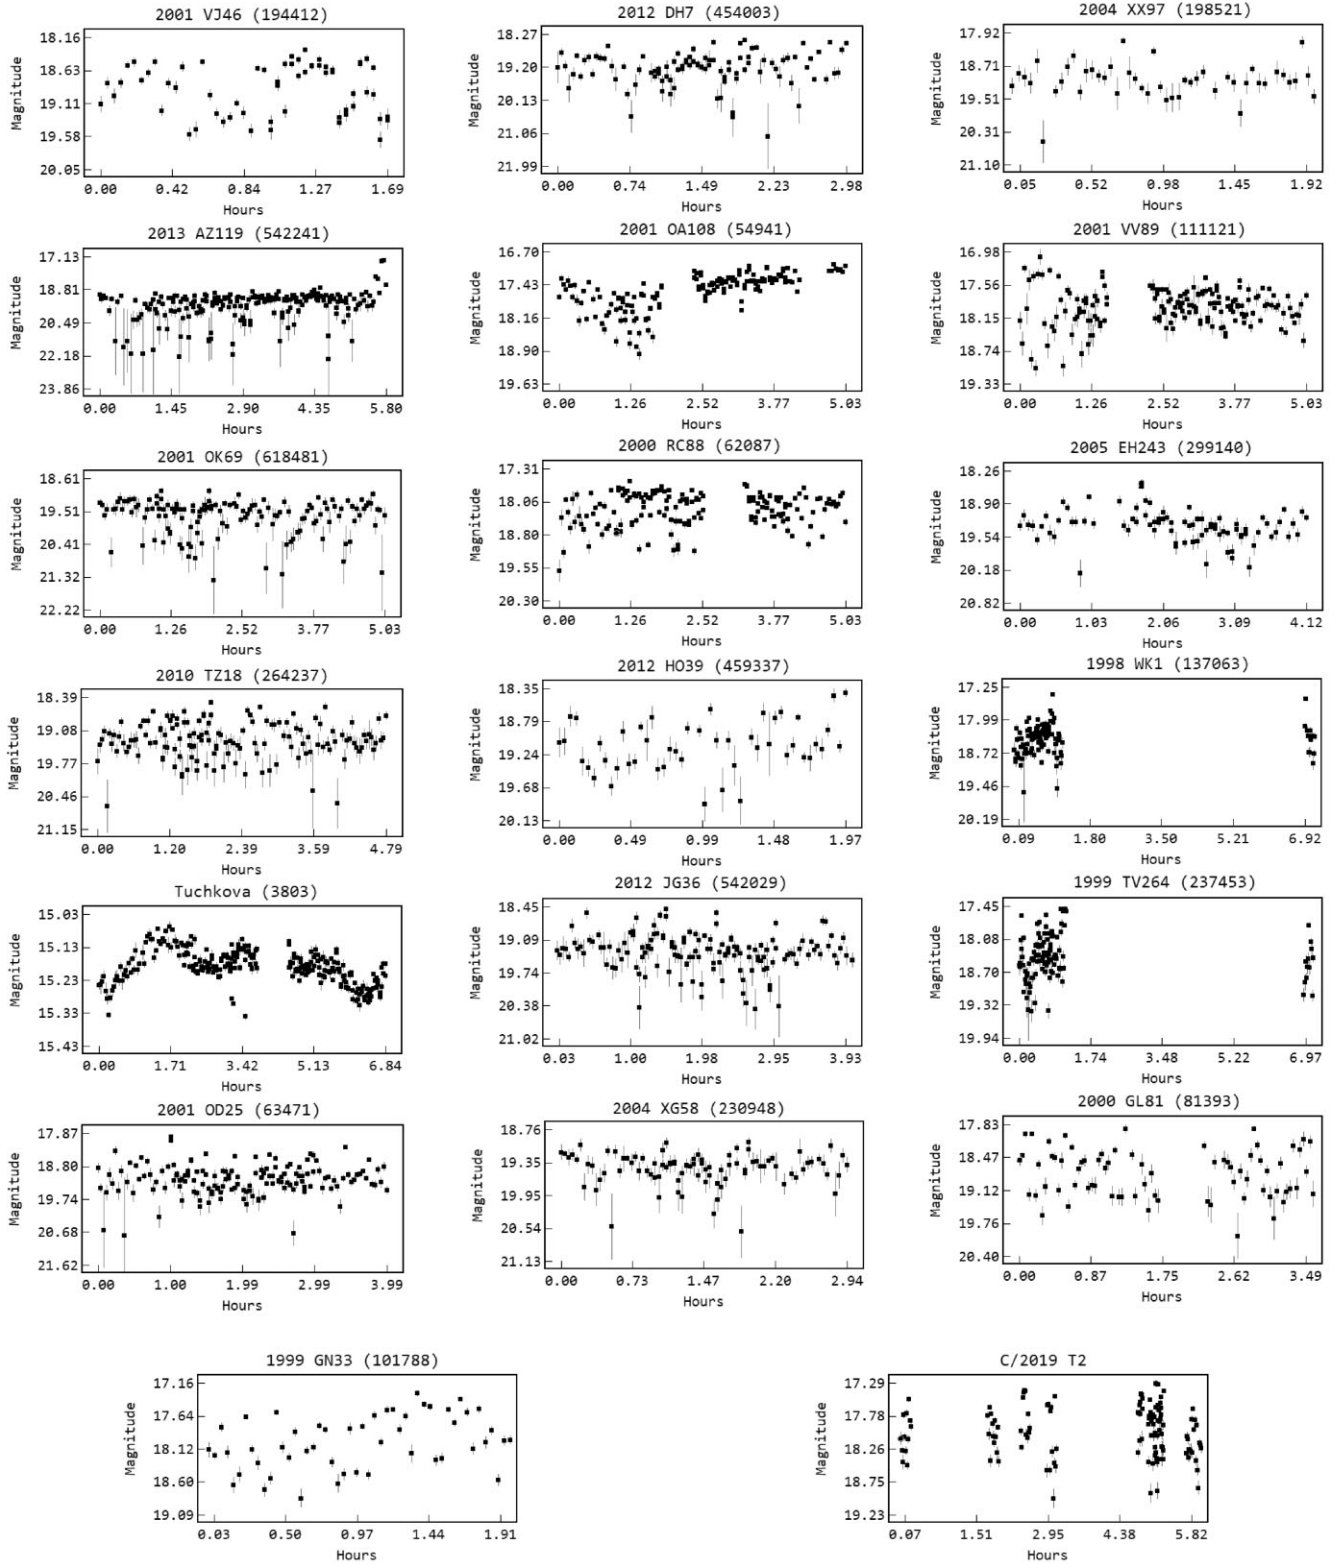 2001 VJ46 (194412)
Magnitude
18.16
18.63
19.11
19.58
20.05
0.00 0.42 0.84 1.27 1.69
Hours
2012 DH7 (454003)
Magnitude
18.27
19.20
20.13
21.06
21.99
0.00 0.74 1.49 2.23 2.98
Hours
2004 XX97 (198521)
Magnitude
17.92
18.71
19.51
20.31
21.10
0.05 0.52 0.98 1.45 1.92
Hours
2013 AZ119 (542241)
Magnitude
17.13
18.81
20.49
22.18
23.86
0.00 1.45 2.90 4.35 5.80
Hours
2001 OA108 (54941)
Magnitude
16.70
17.43
18.16
18.90
19.63
0.00 1.26 2.52 3.77 5.03
Hours
2001 VV89 (111121)
Magnitude
16.98
17.56
18.15
18.74
19.33
0.00 1.26 2.52 3.77 5.03
Hours
2001 OK69 (618481)
Magnitude
18.61
19.51
20.41
21.32
22.22
0.00 1.26 2.52 3.77 5.03
Hours
2000 RC88 (62087)
Magnitude
17.31
18.06
18.80
19.55
20.30
0.00 1.26 2.52 3.77 5.03
Hours
2005 EH243 (299140)
Magnitude
18.26
18.90
19.54
20.18
20.82
0.00 1.03 2.06 3.09 4.12
Hours
2010 TZ18 (264237)
Magnitude
18.39
19.08
19.77
20.46
21.15
0.00 1.20 2.39 3.59 4.79
Hours
2012 HO39 (459337)
Magnitude
18.35
18.79
19.24
19.68
20.13
0.00 0.49 0.99 1.48 1.97
Hours
1998 WK1 (137063)
Magnitude
17.25
17.99
18.72
19.46
20.19
0.09 1.80 3.50 5.21 6.92
Hours
Tuchkova (3803)
Magnitude
15.03
15.13
15.23
15.33
15.43
0.00 1.71 3.42 5.13 6.84
Hours
2012 JG36 (542029)
Magnitude
18.45
19.09
19.74
20.38
21.02
0.03 1.00 1.98 2.95 3.93
Hours
1999 TV264 (237453)
Magnitude
17.45
18.08
18.70
19.32
19.94
0.00 1.74 3.48 5.22 6.97
Hours
2001 OD25 (63471)
Magnitude
17.87
18.80
19.74
20.68
21.62
0.00 1.00 1.99 2.99 3.99
Hours
2004 XG58 (230948)
Magnitude
18.76
19.35
19.95
20.54
21.13
0.00 0.73 1.47 2.20 2.94
Hours
2000 GL81 (81393)
Magnitude
17.83
18.47
19.12
19.76
20.40
0.00 0.87 1.75 2.62 3.49
Hours
1999 GN33 (101788)
Magnitude
17.16
17.64
18.12
18.60
19.09
0.03 0.50 0.97 1.44 1.91
Hours
C/2019 T2
Magnitude
17.29
17.78
18.26
18.75
19.23
0.07 1.51 2.95 4.38 5.82
Hours